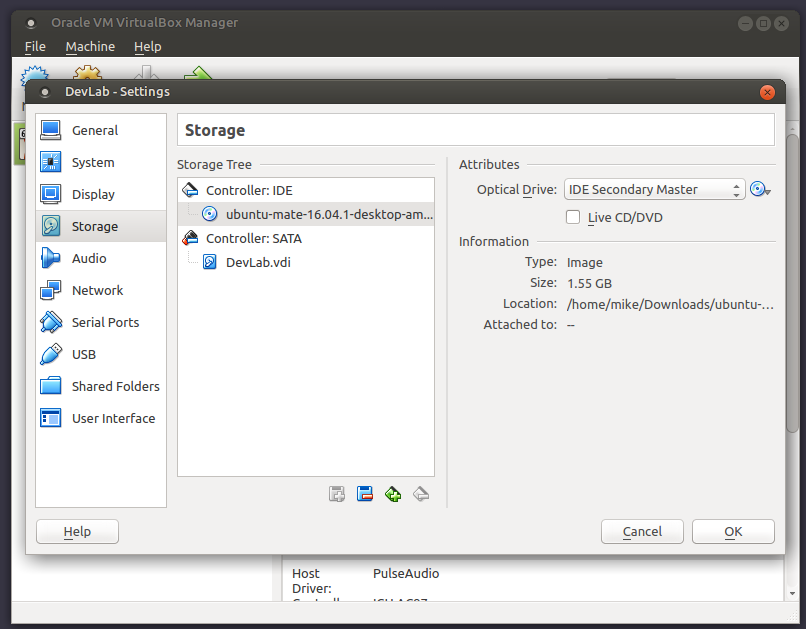 Oracle VM VirtualBox Manager
File Machine Help
DevLab - Settings
General
System
Display
Storage
Audio
Network
Serial Ports
USB
Shared Folders
User Interface
Storage
Storage Tree
Controller: IDE
ubuntu-mate-16.04.1-desktop-am...
Controller: SATA
DevLab.vdi
Attributes
Optical Drive: IDE Secondary Master
Live CD/DVD
Information
Type: Image
Size: 1.55 GB
Location: /home/mike/Downloads/ubuntu-...
Attached to: --
Help
Cancel OK
Host PulseAudio
Driver: